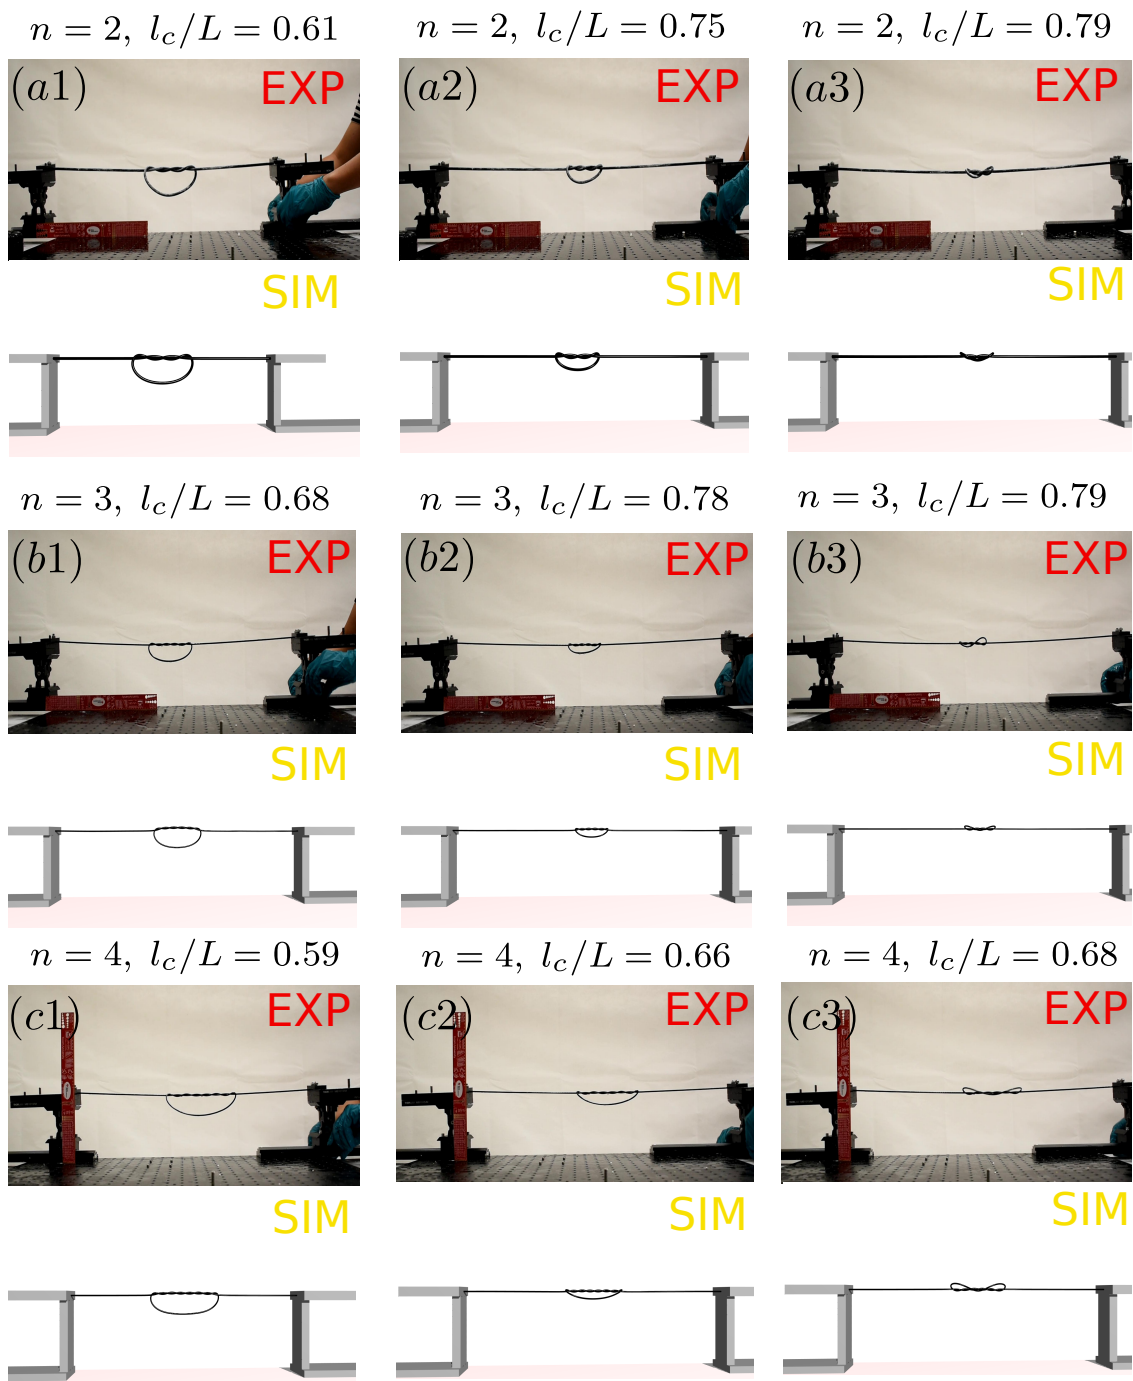 n = 2, l_c/L = 0.61
n = 2, l_c/L = 0.75
n = 2, l_c/L = 0.79
(a1) EXP
(a2) EXP
(a3) EXP
SIM
SIM
SIM
n = 3, l_c/L = 0.68
n = 3, l_c/L = 0.78
n = 3, l_c/L = 0.79
(b1) EXP
(b2) EXP
(b3) EXP
SIM
SIM
SIM
n = 4, l_c/L = 0.59
n = 4, l_c/L = 0.66
n = 4, l_c/L = 0.68
(c1) EXP
(c2) EXP
(c3) EXP
SIM
SIM
SIM